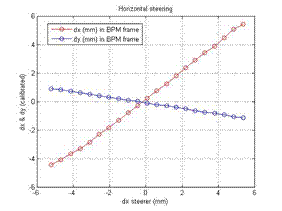 Horizontal steering
dx (mm) in BPM frame
dy (mm) in BPM frame
dx & dy (calibrated)
6
4
2
0
-2
-4
-6
-6
-4
-2
0
2
4
6
dx steerer (mm)